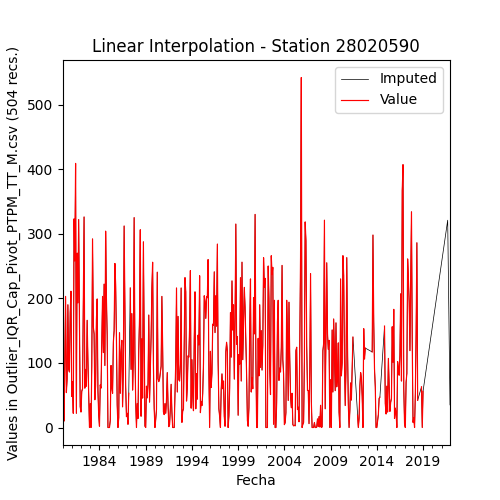 Linear Interpolation - Station 28020590
Values in Outlier_IQR_Cap_Pivot_PTPM_TT_M.csv (504 recs.)
Imputed
Value
500
400
300
200
100
0
1984
1989
1994
1999
2004
2009
2014
2019
Fecha